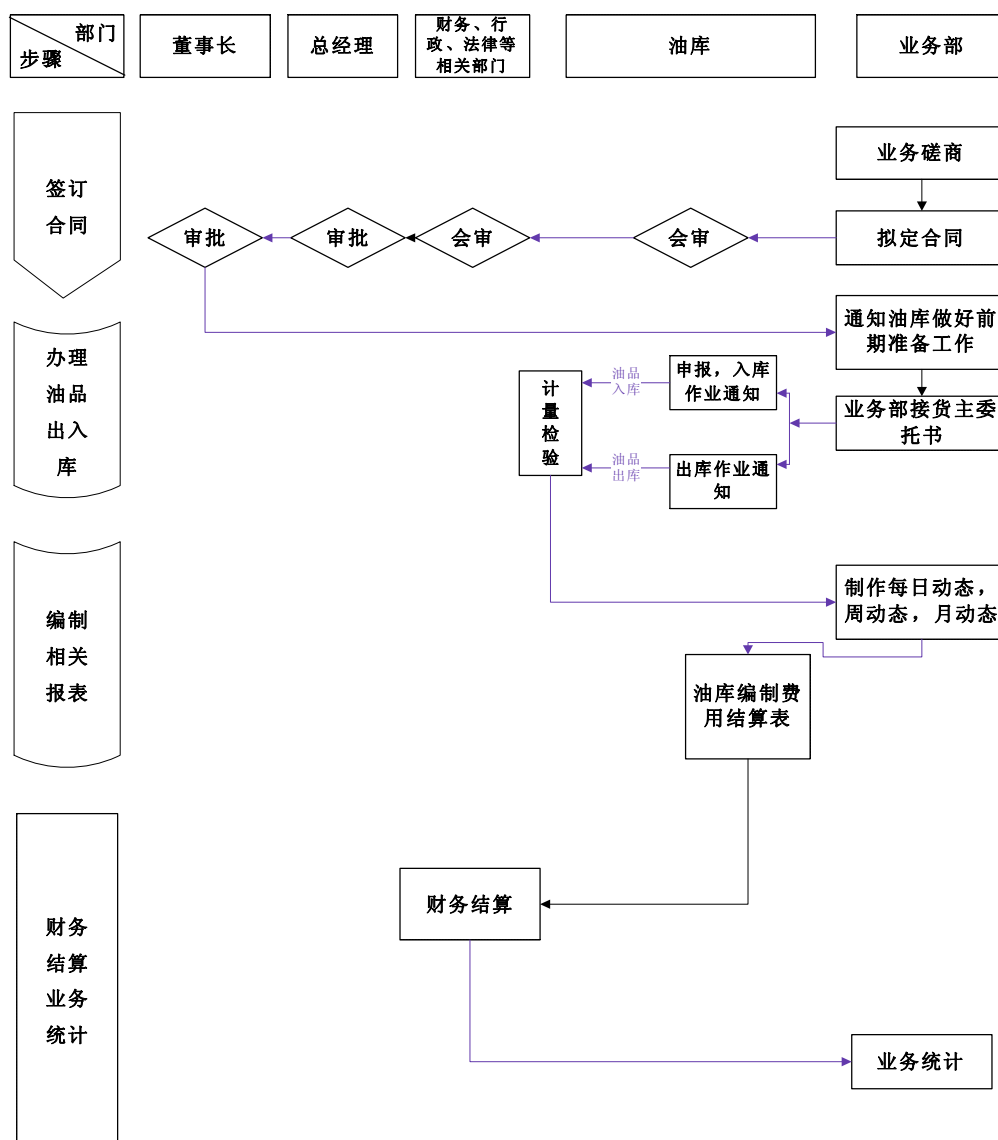 部门
步骤
董事长
总经理
财务、行
政、法律等
相关部门
油库
业务部
签订
合同
业务磋商
审批
审批
会审
会审
拟定合同
办理
油品
出入
库
通知油库做好前
期准备工作
计
量
检
验
油品
入库
申报，入库
作业通知
业务部接货主委
托书
油品
出库
出库作业通
知
编制
相关
报表
制作每日动态，
周动态，月动态
油库编制费
用结算表
财务
结算
业务
统计
财务结算
业务统计